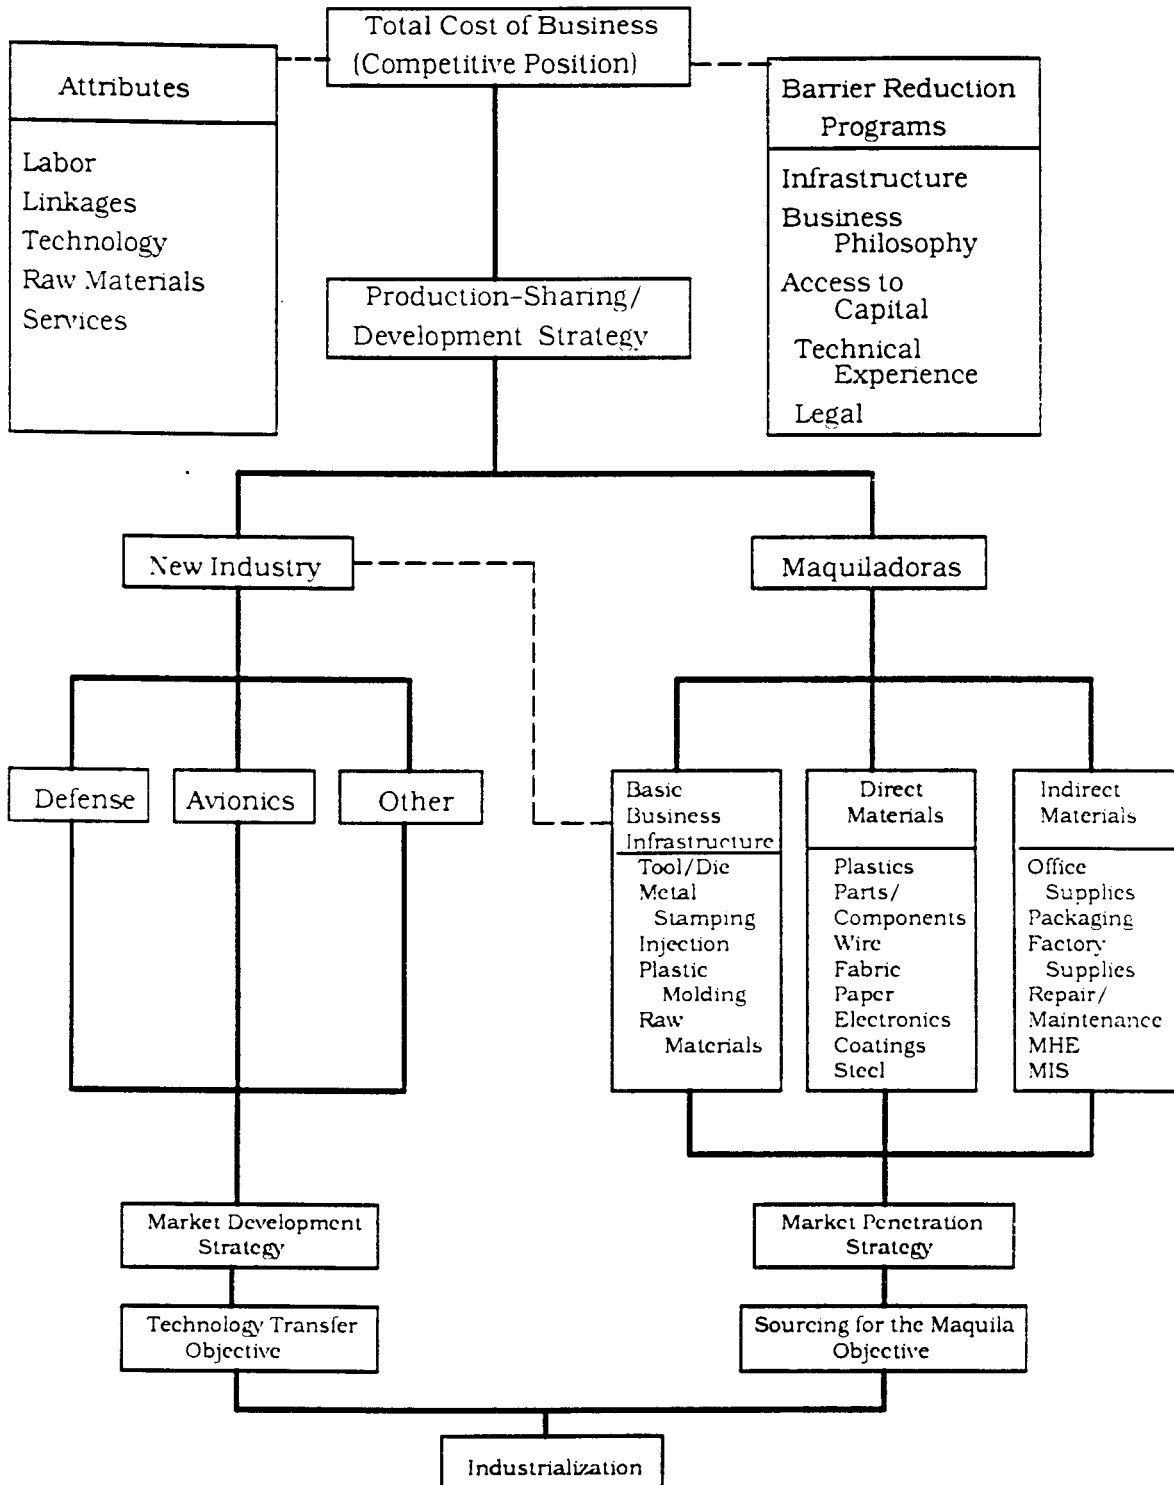 Total Cost of Business
(Competitive Position)
Attributes
Labor
Linkages
Technology
Raw Materials
Services
Barrier Reduction
Programs
Infrastructure
Business
Philosophy
Access to
Capital
Technical
Experience
Legal
Production-Sharing/
Development Strategy
New Industry
Maquiladoras
Defense
Avionics
Other
Basic
Business
Infrastructure
Tool/Die
Metal
Stamping
Injection
Plastic
Molding
Raw
Materials
Direct
Materials
Plastics
Parts/
Components
Wire
Fabric
Paper
Electronics
Coatings
Steel
Indirect
Materials
Office
Supplies
Packaging
Factory
Supplies
Repair/
Maintenance
MHE
MIS
Market Development
Strategy
Market Penetration
Strategy
Technology Transfer
Objective
Sourcing for the Maquila
Objective
Industrialization